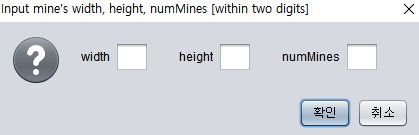 Input mine's width, height, numMines [within two digits]
width height numMines
확인 취소